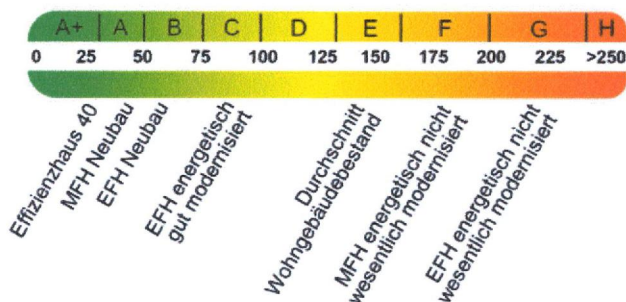 A+ A B C D E F G H
0 25 50 75 100 125 150 175 200 225 >250
Effizienzhaus 40
MFH Neubau
EFH Neubau
EFH energetisch
gut modernisiert
Durchschnitt
Wohngebäudebestand
MFH energetisch nicht
wesentlich modernisiert
EFH energetisch nicht
wesentlich modernisiert